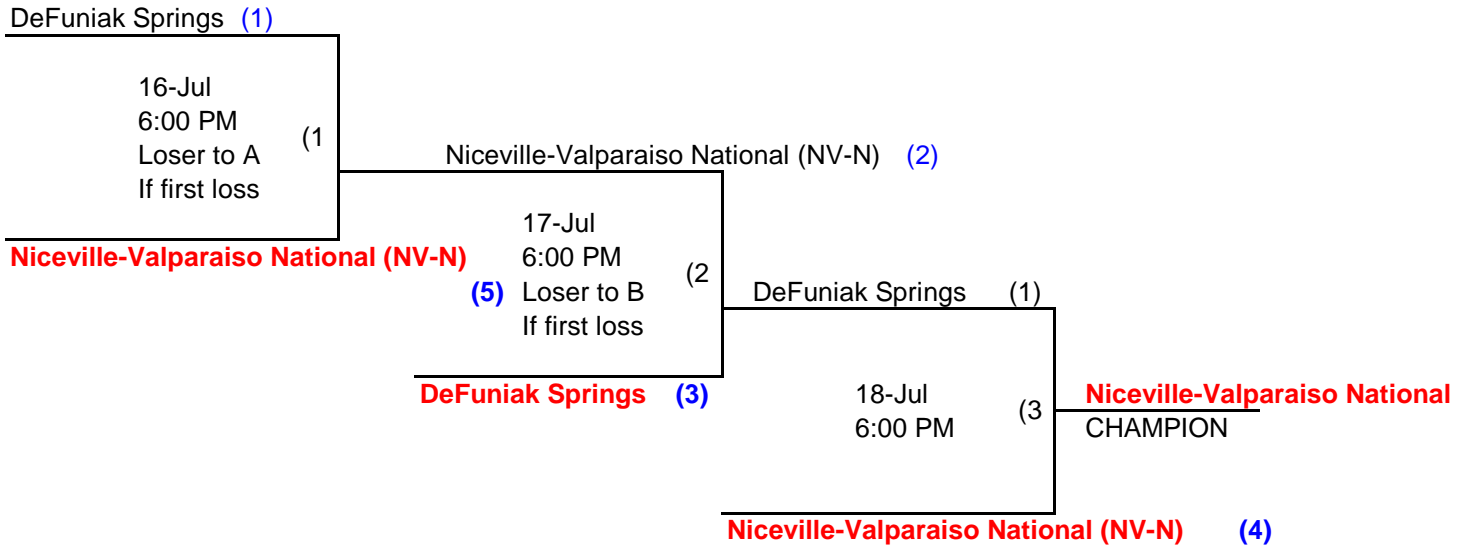 DeFuniak Springs (1)
16-Jul
6:00 PM
Loser to A
If first loss
(1
Niceville-Valparaiso National (NV-N) (2)
Niceville-Valparaiso National (NV-N)
(5)
17-Jul
6:00 PM
Loser to B
If first loss
(2
DeFuniak Springs (1)
DeFuniak Springs (3)
18-Jul
6:00 PM
(3
Niceville-Valparaiso National
CHAMPION
Niceville-Valparaiso National (NV-N) (4)